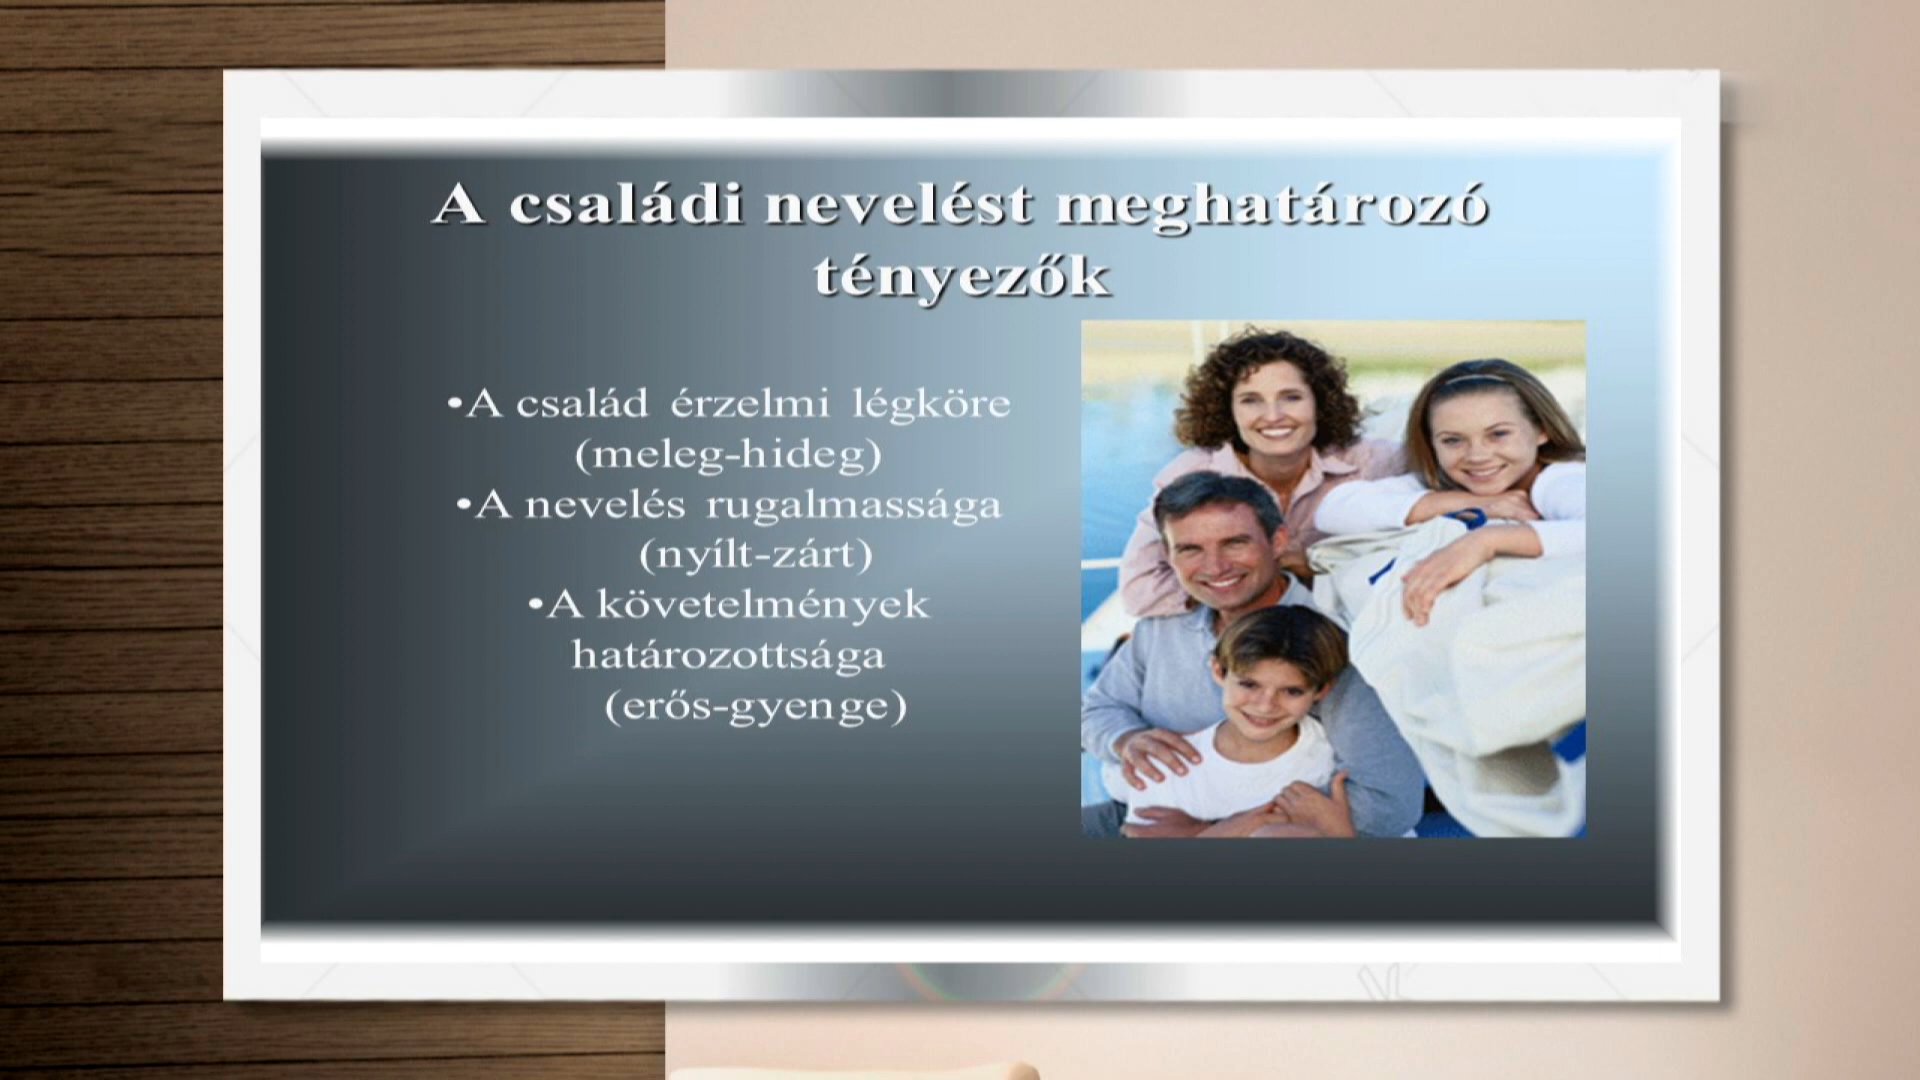 A családi nevelést meghatározó
tényezők
•A család érzelmi légköre
(meleg-hideg)
•A nevelés rugalmassága
(nyílt-zárt)
•A követelmények
határozottsága
(erős-gyenge)